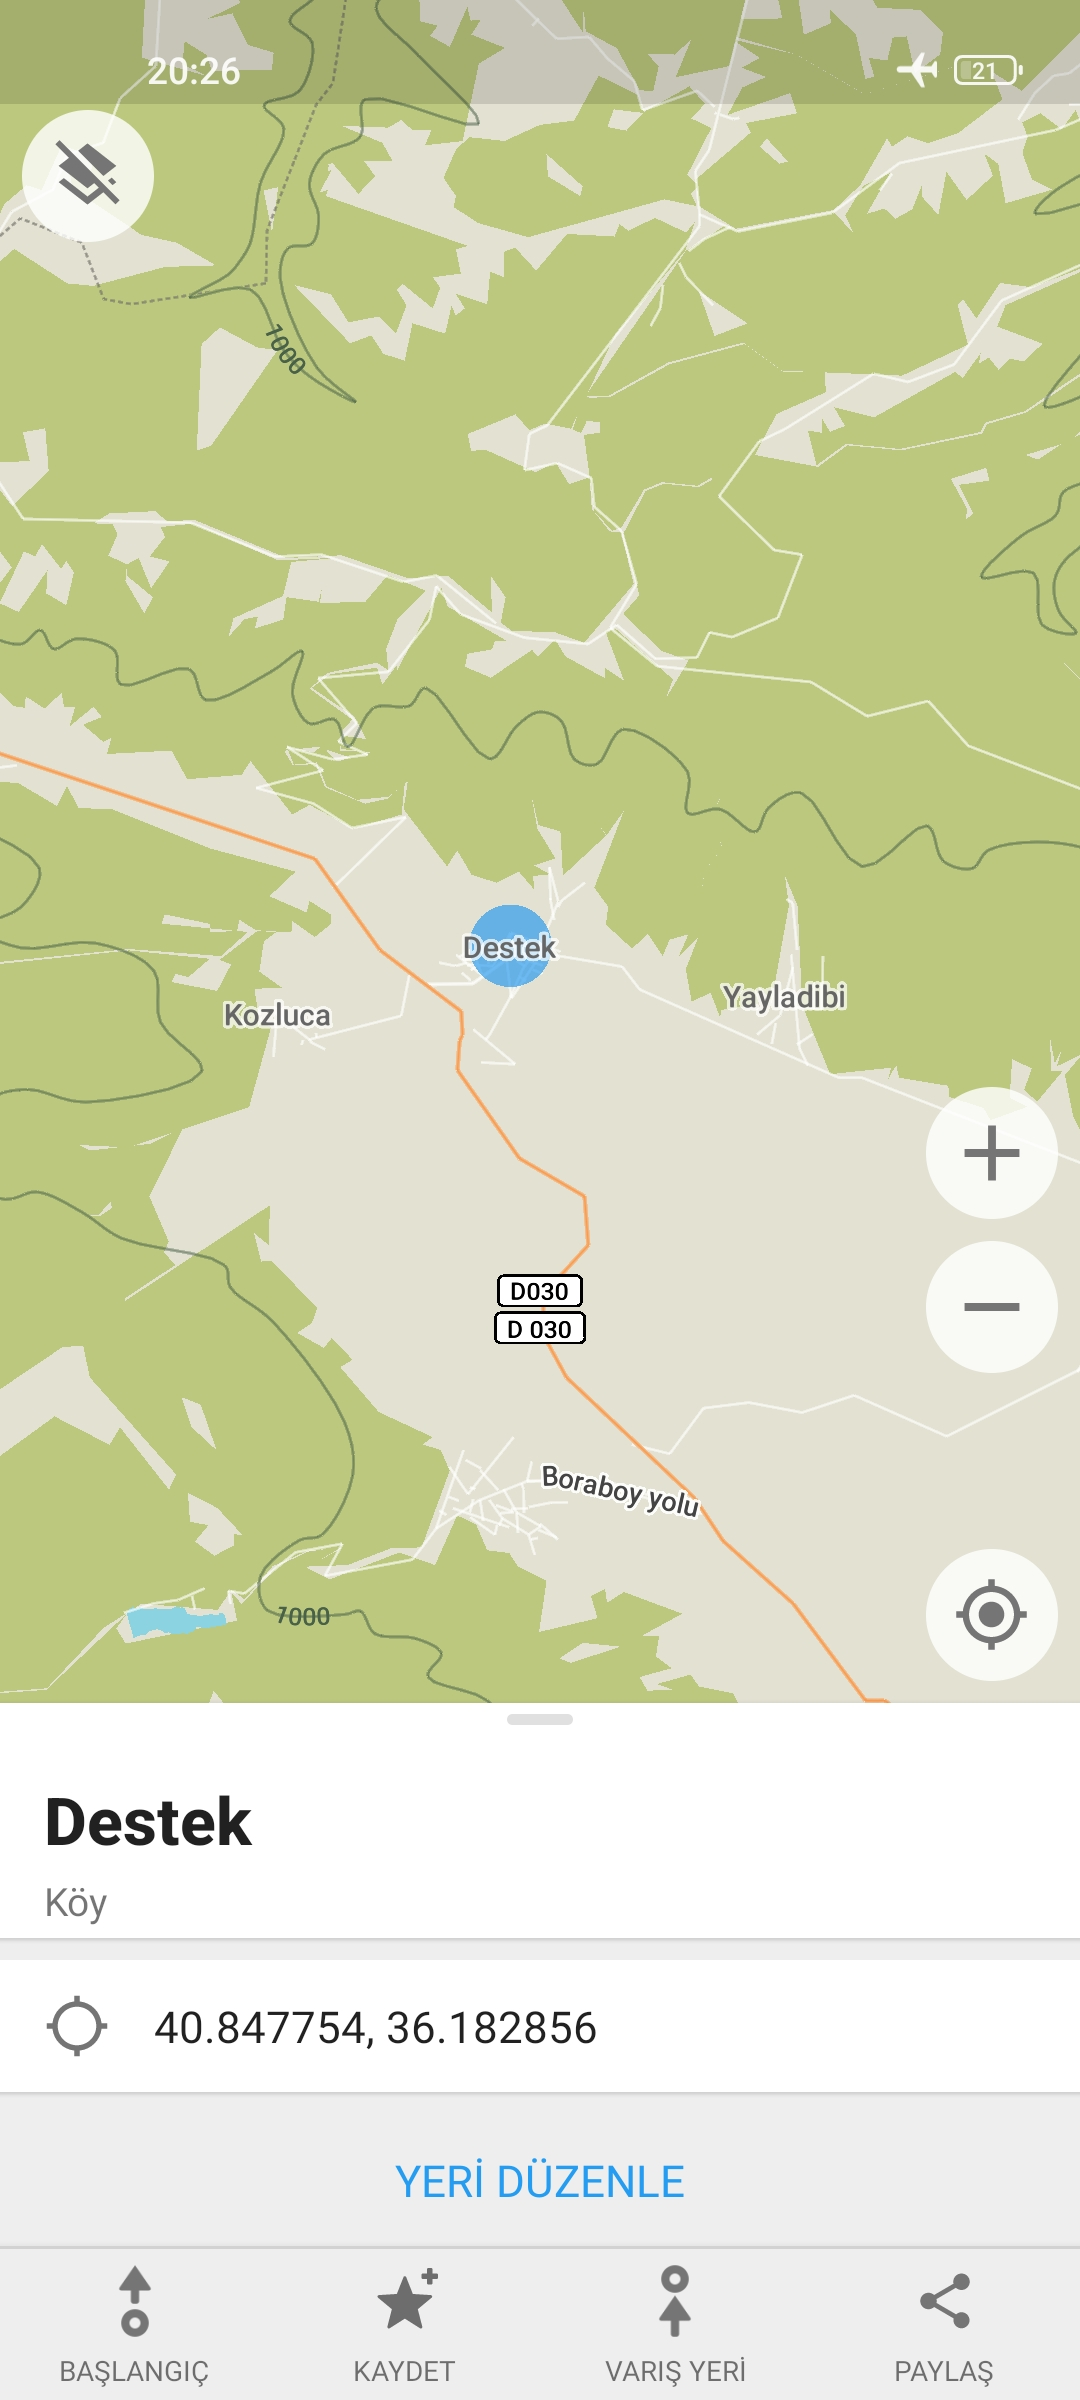 20:26
21
1000
Destek
Yayladibi
Kozluca
D030
D 030
Boraboy yolu
1000
Destek
Köy
40.847754, 36.182856
YERİ DÜZENLE
BAŞLANGIÇ
KAYDET
VARIŞ YERİ
PAYLAŞ